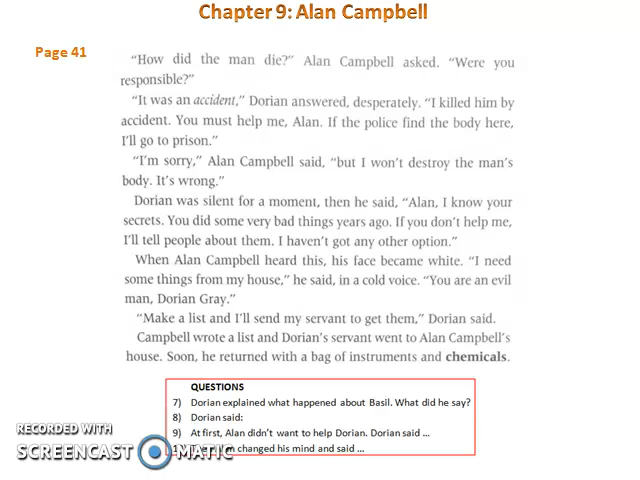 Chapter 9: Alan Campbell
Page 41
"How did the man die?" Alan Campbell asked. "Were you
responsible?"
"It was an accident," Dorian answered, desperately. "I killed him by
accident. You must help me, Alan. If the police find the body here,
I'll go to prison."
"I'm sorry," Alan Campbell said, "but I won't destroy the man's
body. It's wrong."
Dorian was silent for a moment, then he said, "Alan, I know your
secrets. You did some very bad things years ago. If you don't help me,
I'll tell people about them. I haven't got any other option."
When Alan Campbell heard this, his face became white. "I need
some things from my house," he said, in a cold voice. "You are an evil
man, Dorian Gray."
"Make a list and I'll send my servant to get them," Dorian said.
Campbell wrote a list and Dorian's servant went to Alan Campbell's
house. Soon, he returned with a bag of instruments and chemicals.
QUESTIONS
7) Dorian explained what happened about Basil. What did he say?
8) Dorian said:
9) At first, Alan didn't want to help Dorian. Dorian said ...
changed his mind and said ...
RECORDED WITH
SCREENCAST MATIC